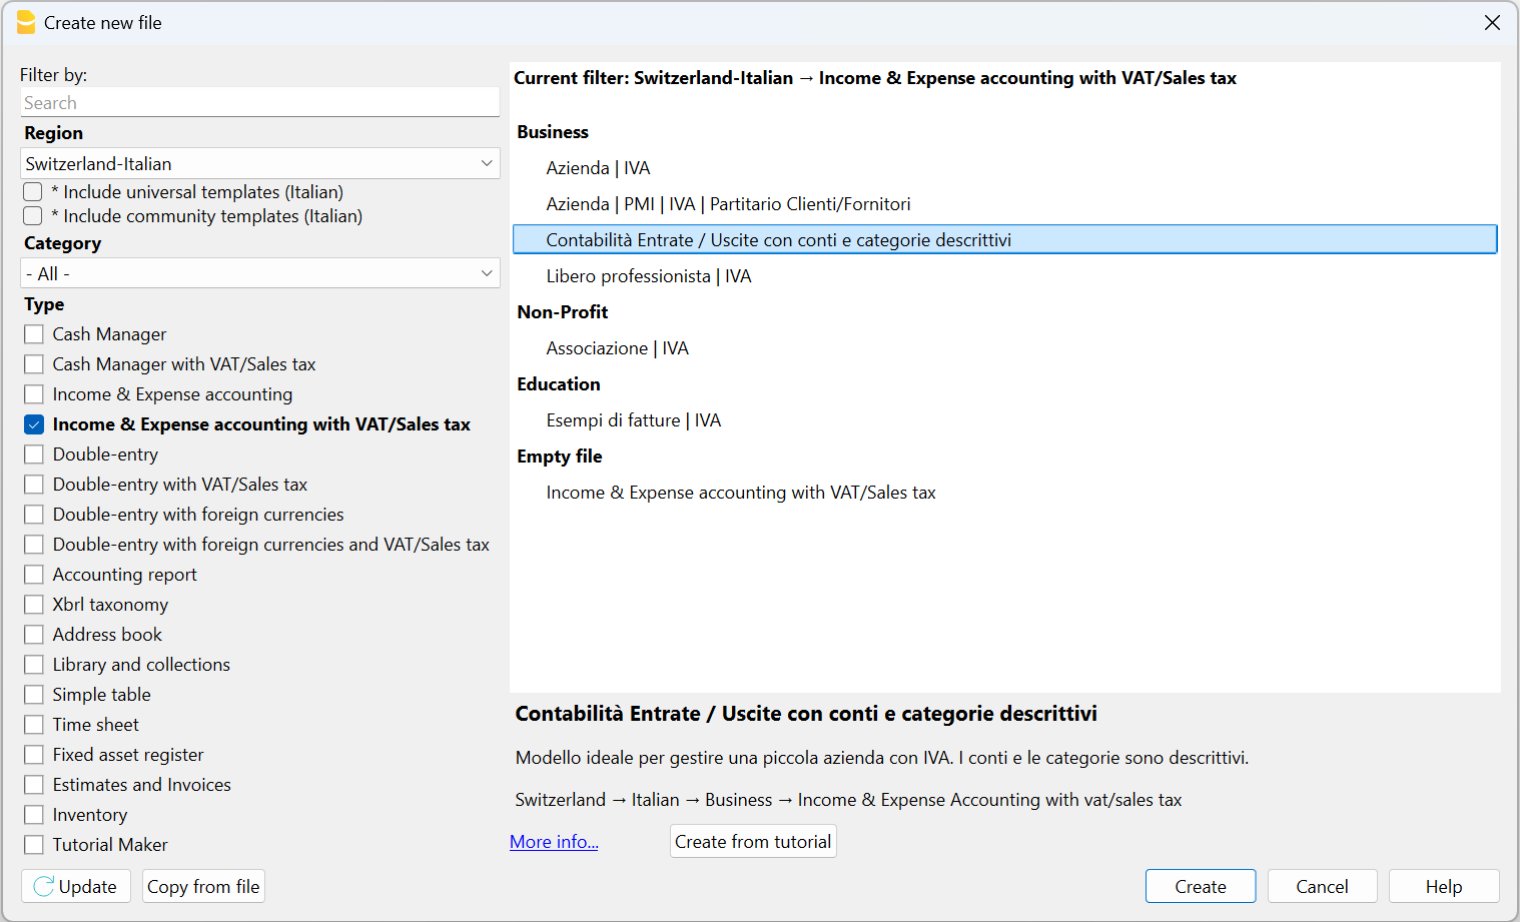 Create new file
Filter by:
Search
Region
Switzerland-Italian
* Include universal templates (Italian)
* Include community templates (Italian)
Category
- All -
Type
Cash Manager
Cash Manager with VAT/Sales tax
Income & Expense accounting
Income & Expense accounting with VAT/Sales tax
Double-entry
Double-entry with VAT/Sales tax
Double-entry with foreign currencies
Double-entry with foreign currencies and VAT/Sales tax
Accounting report
Xbrl taxonomy
Address book
Library and collections
Simple table
Time sheet
Fixed asset register
Estimates and Invoices
Inventory
Tutorial Maker
Update
Copy from file
Current filter: Switzerland-Italian → Income & Expense accounting with VAT/Sales tax
Business
Azienda | IVA
Azienda | PMI | IVA | Partitario Clienti/Fornitori
Contabilità Entrate / Uscite con conti e categorie descrittivi
Libero professionista | IVA
Non-Profit
Associazione | IVA
Education
Esempi di fatture | IVA
Empty file
Income & Expense accounting with VAT/Sales tax
Contabilità Entrate / Uscite con conti e categorie descrittivi
Modello ideale per gestire una piccola azienda con IVA. I conti e le categorie sono descrittivi.
Switzerland → Italian → Business → Income & Expense Accounting with vat/sales tax
More info...
Create from tutorial
Create
Cancel
Help